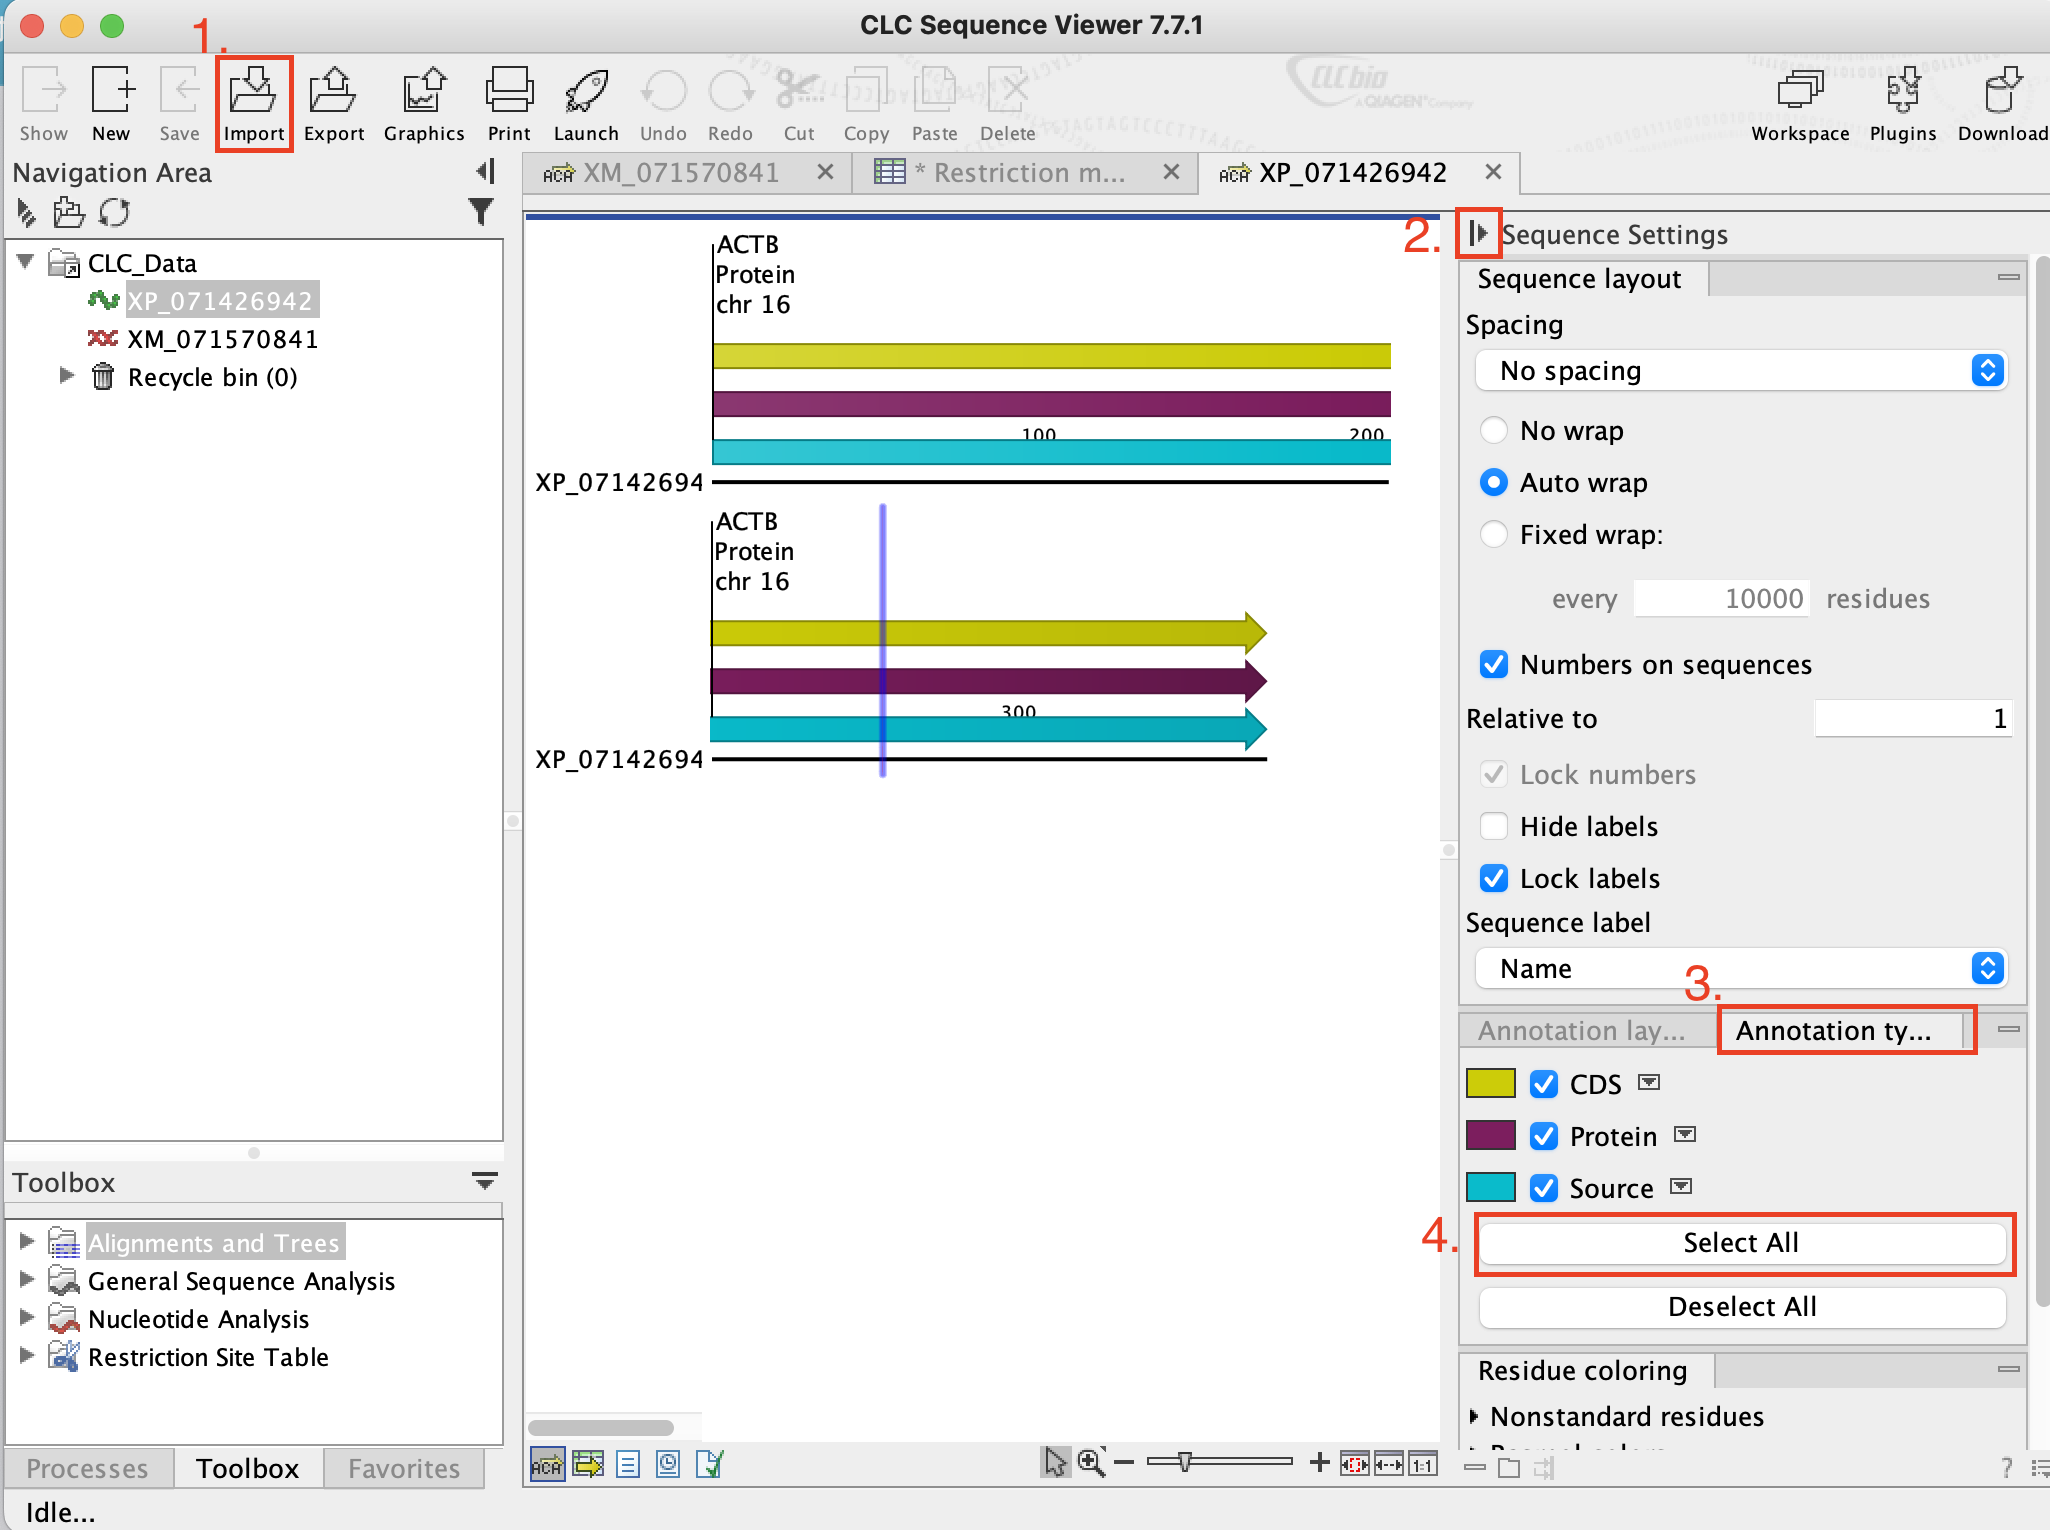 CLC Sequence Viewer 7.7.1
1.
Show New Save Import Export Graphics Print Launch Undo Redo Cut Copy Paste Delete Workspace Plugins Download
CLCbio
A QIAGEN Company
Navigation Area
XM_071570841
* Restriction m...
XP_071426942
CLC_Data
XP_071426942
XM_071570841
Recycle bin (0)
ACTB
Protein
chr 16
100 200
XP_07142694
ACTB
Protein
chr 16
300
XP_07142694
2.
Sequence Settings
Sequence layout
Spacing
No spacing
No wrap
Auto wrap
Fixed wrap:
every 10000 residues
Numbers on sequences
Relative to 1
Lock numbers
Hide labels
Lock labels
Sequence label
Name
3.
Annotation lay... Annotation ty...
CDS
Protein
Source
4.
Select All
Deselect All
Residue coloring
Nonstandard residues
Toolbox
Alignments and Trees
General Sequence Analysis
Nucleotide Analysis
Restriction Site Table
Processes Toolbox Favorites
Idle...